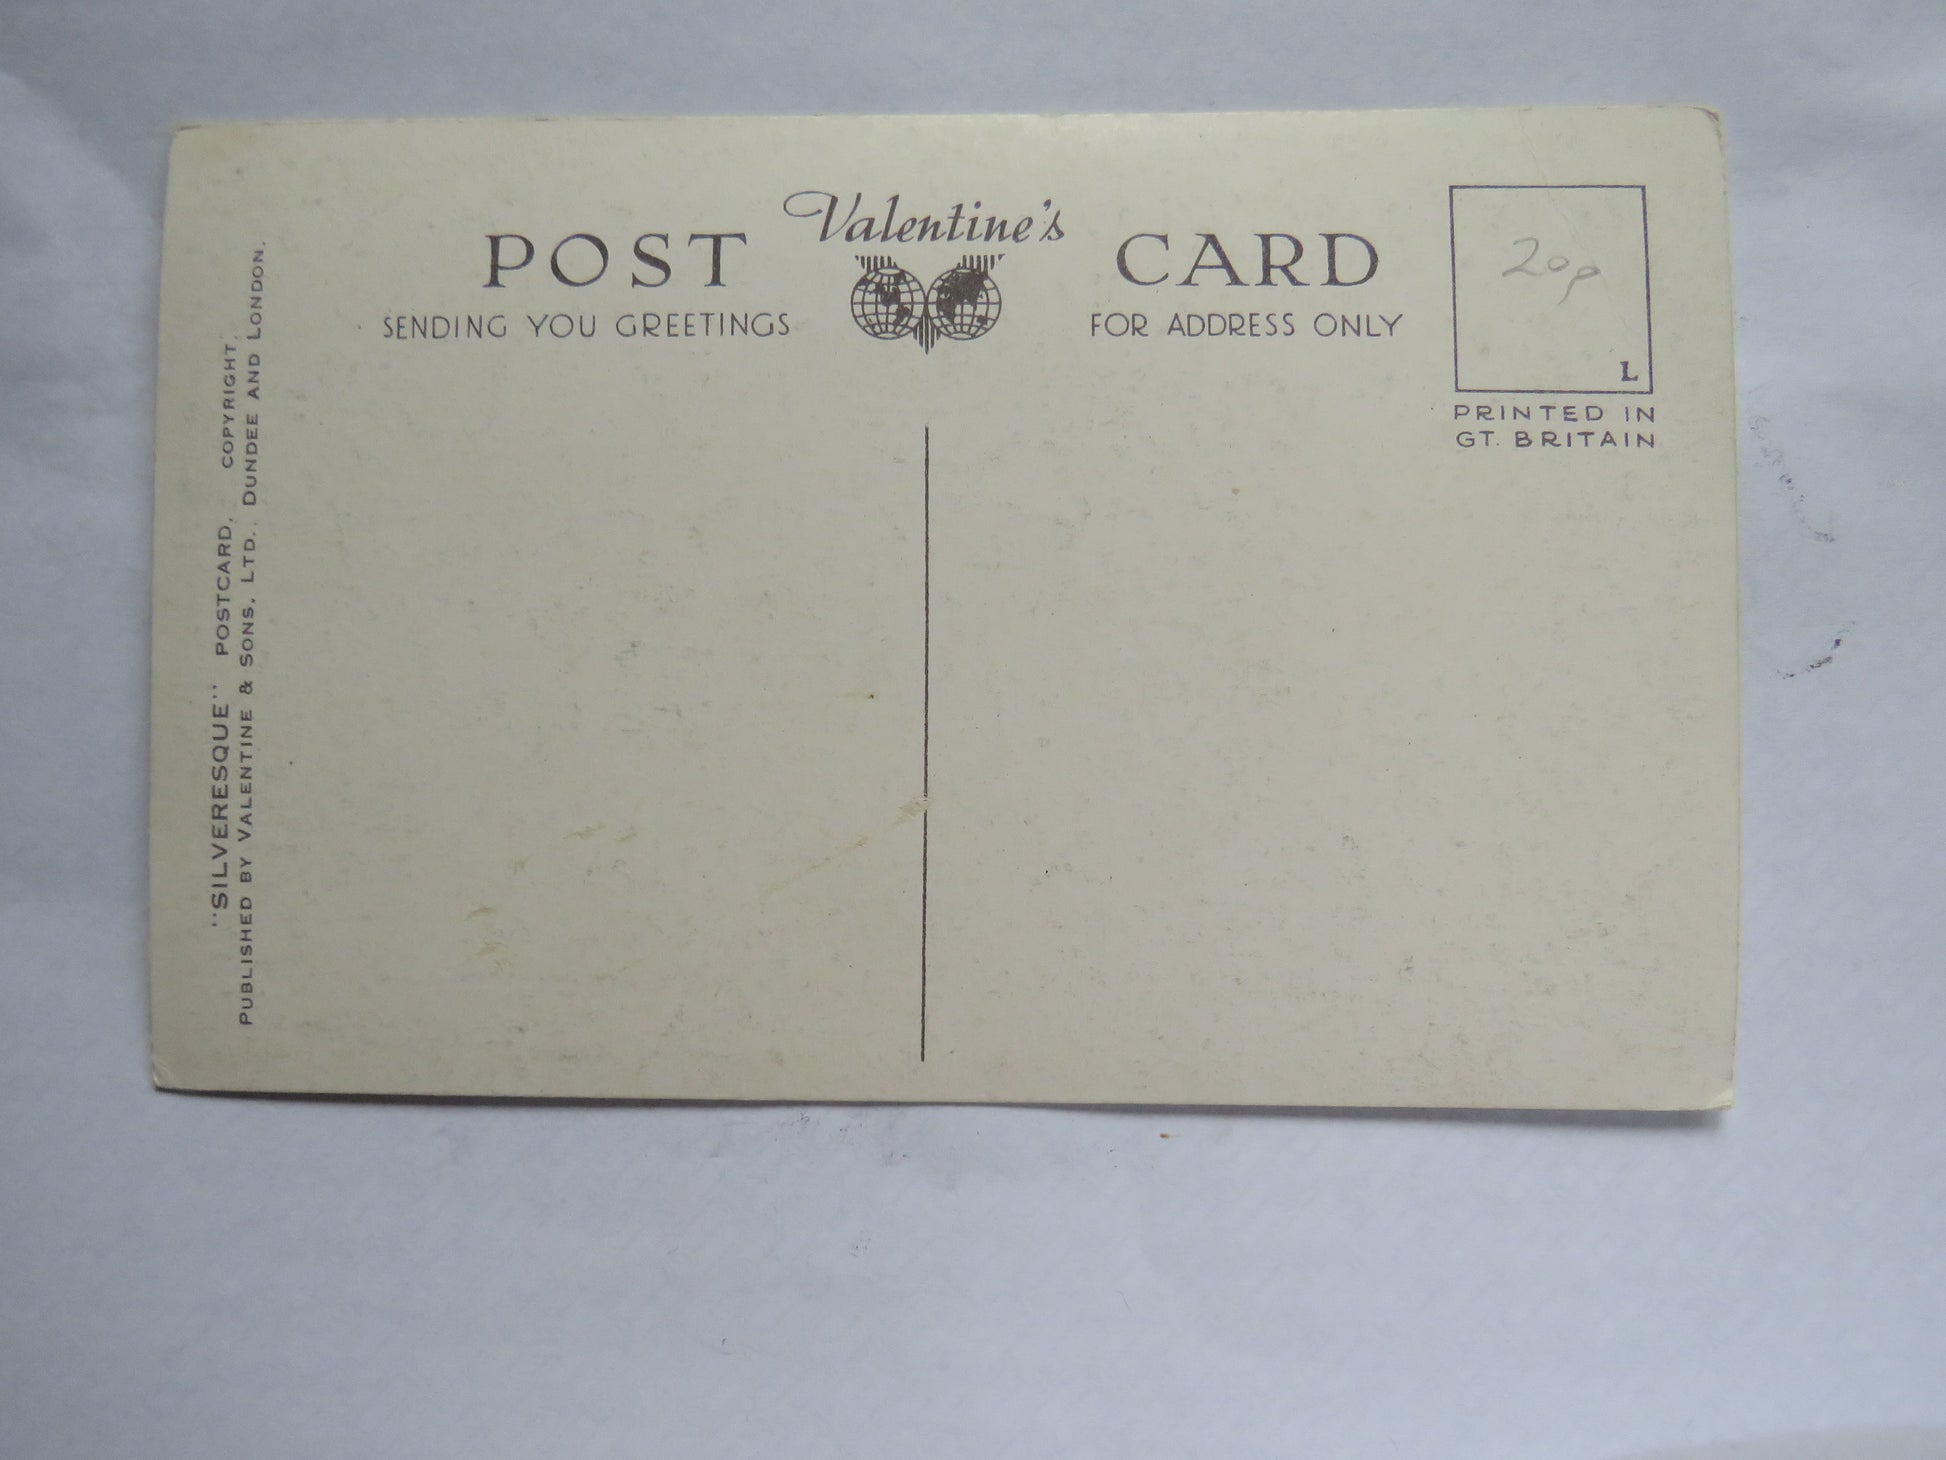 Valentine's
POST CARD
SENDING YOU GREETINGS
FOR ADDRESS ONLY
20p
L
PRINTED IN
GT. BRITAIN
"SILVERESQUE" POSTCARD. COPYRIGHT.
PUBLISHED BY VALENTINE & SONS, LTD. DUNDEE AND LONDON.